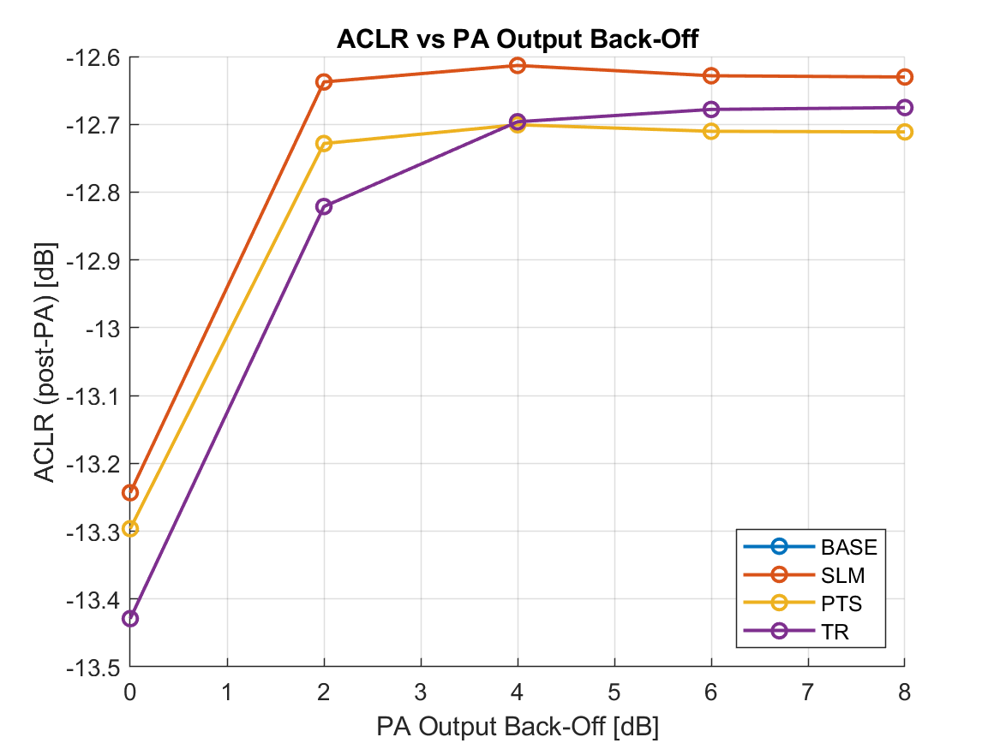 ACLR vs PA Output Back-Off
-12.6
-12.7
-12.8
-12.9
-13
-13.1
-13.2
-13.3
-13.4
-13.5
ACLR (post-PA) [dB]
BASE
SLM
PTS
TR
0 1 2 3 4 5 6 7 8
PA Output Back-Off [dB]